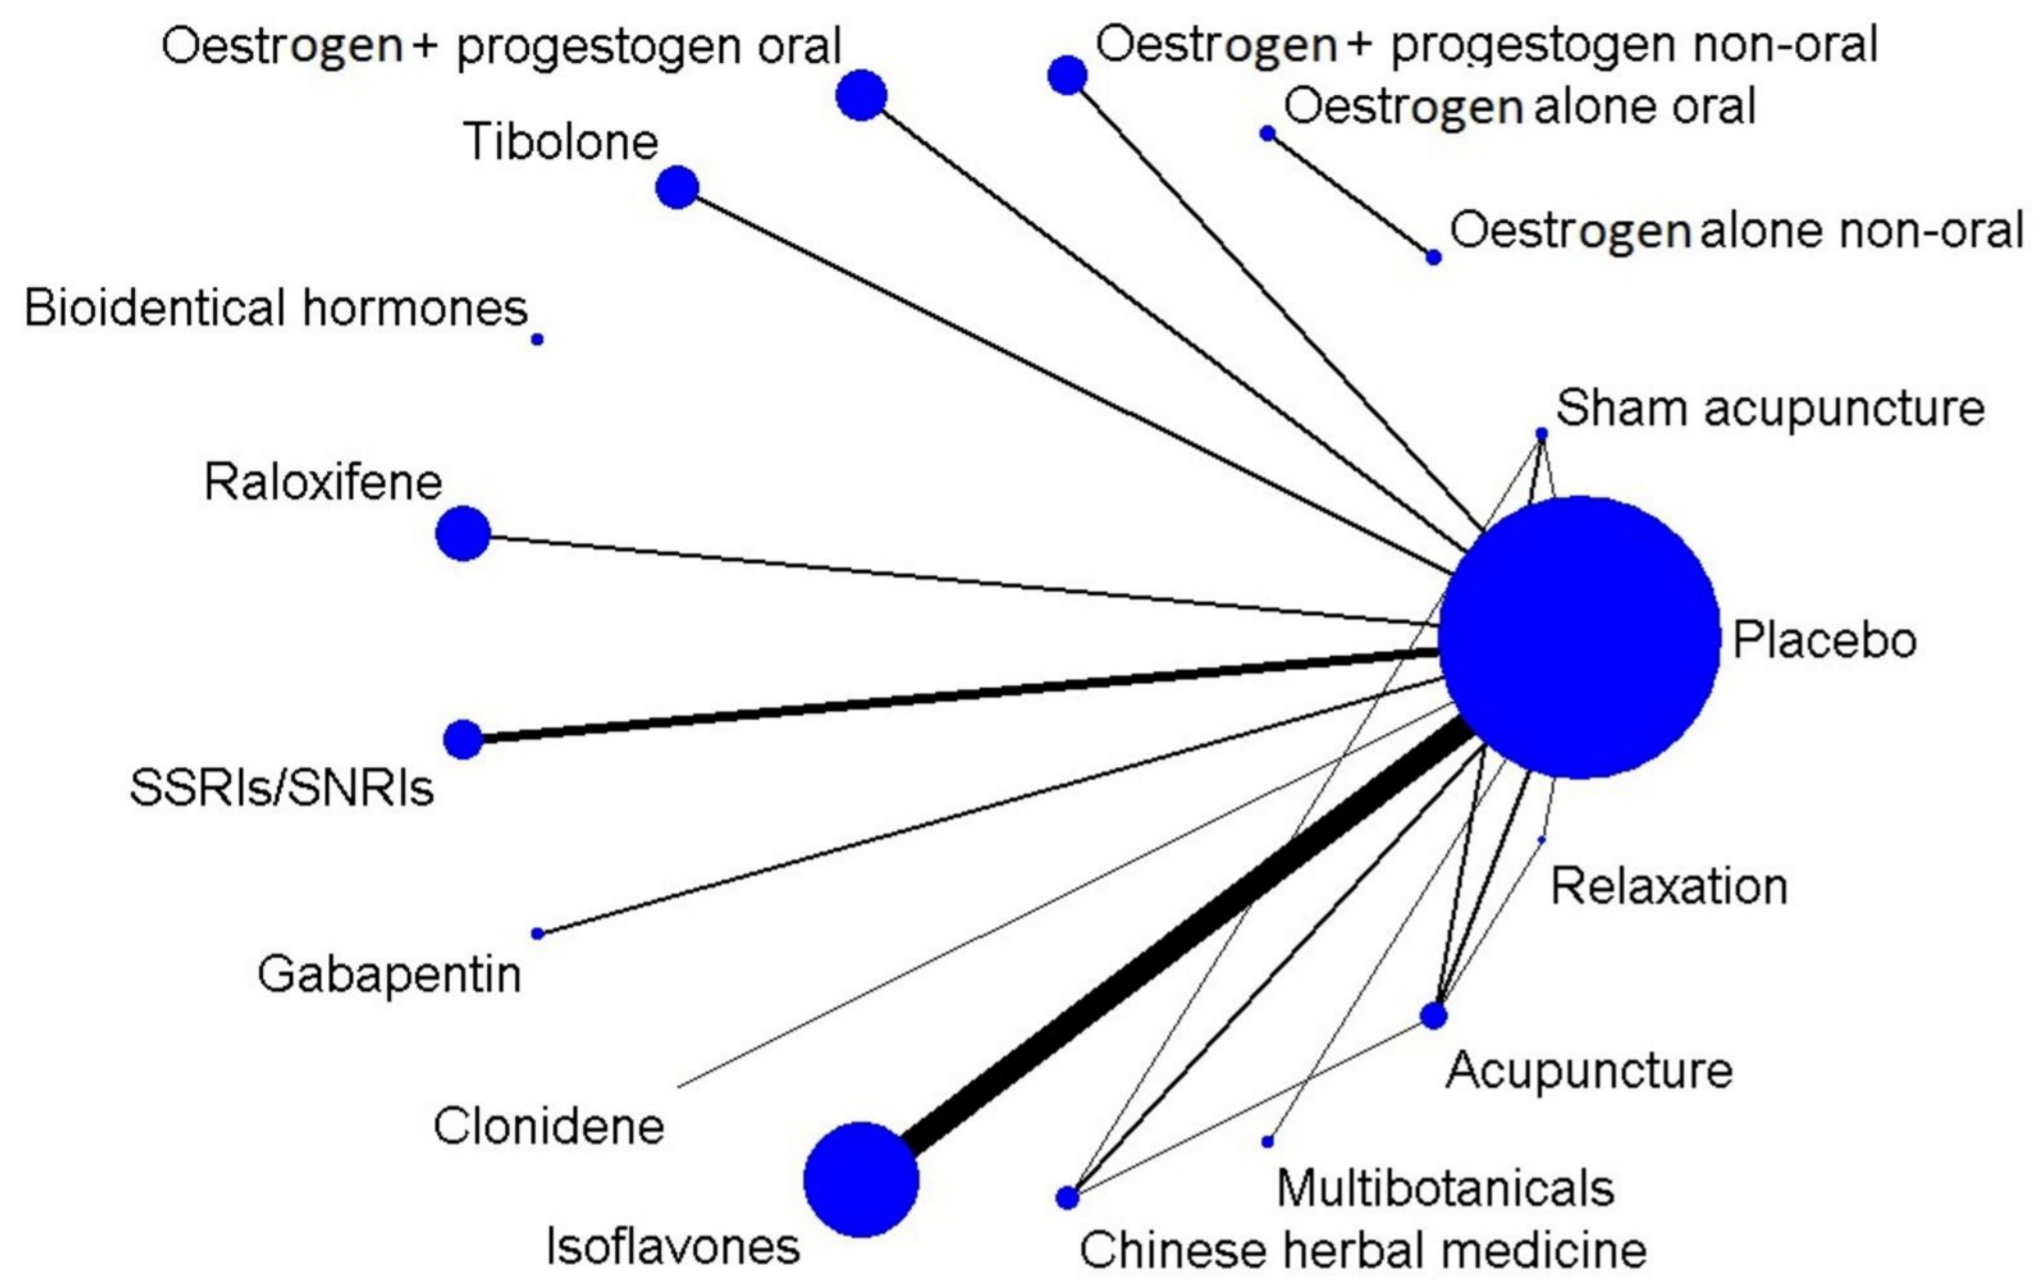 Oestrogen + progestogen oral
Oestrogen + progestogen non-oral
Oestrogen alone oral
Tibolone
Oestrogen alone non-oral
Bioidentical hormones
Sham acupuncture
Raloxifene
Placebo
SSRIs/SNRIs
Relaxation
Gabapentin
Acupuncture
Clonidene
Multibotanicals
Isoflavones
Chinese herbal medicine